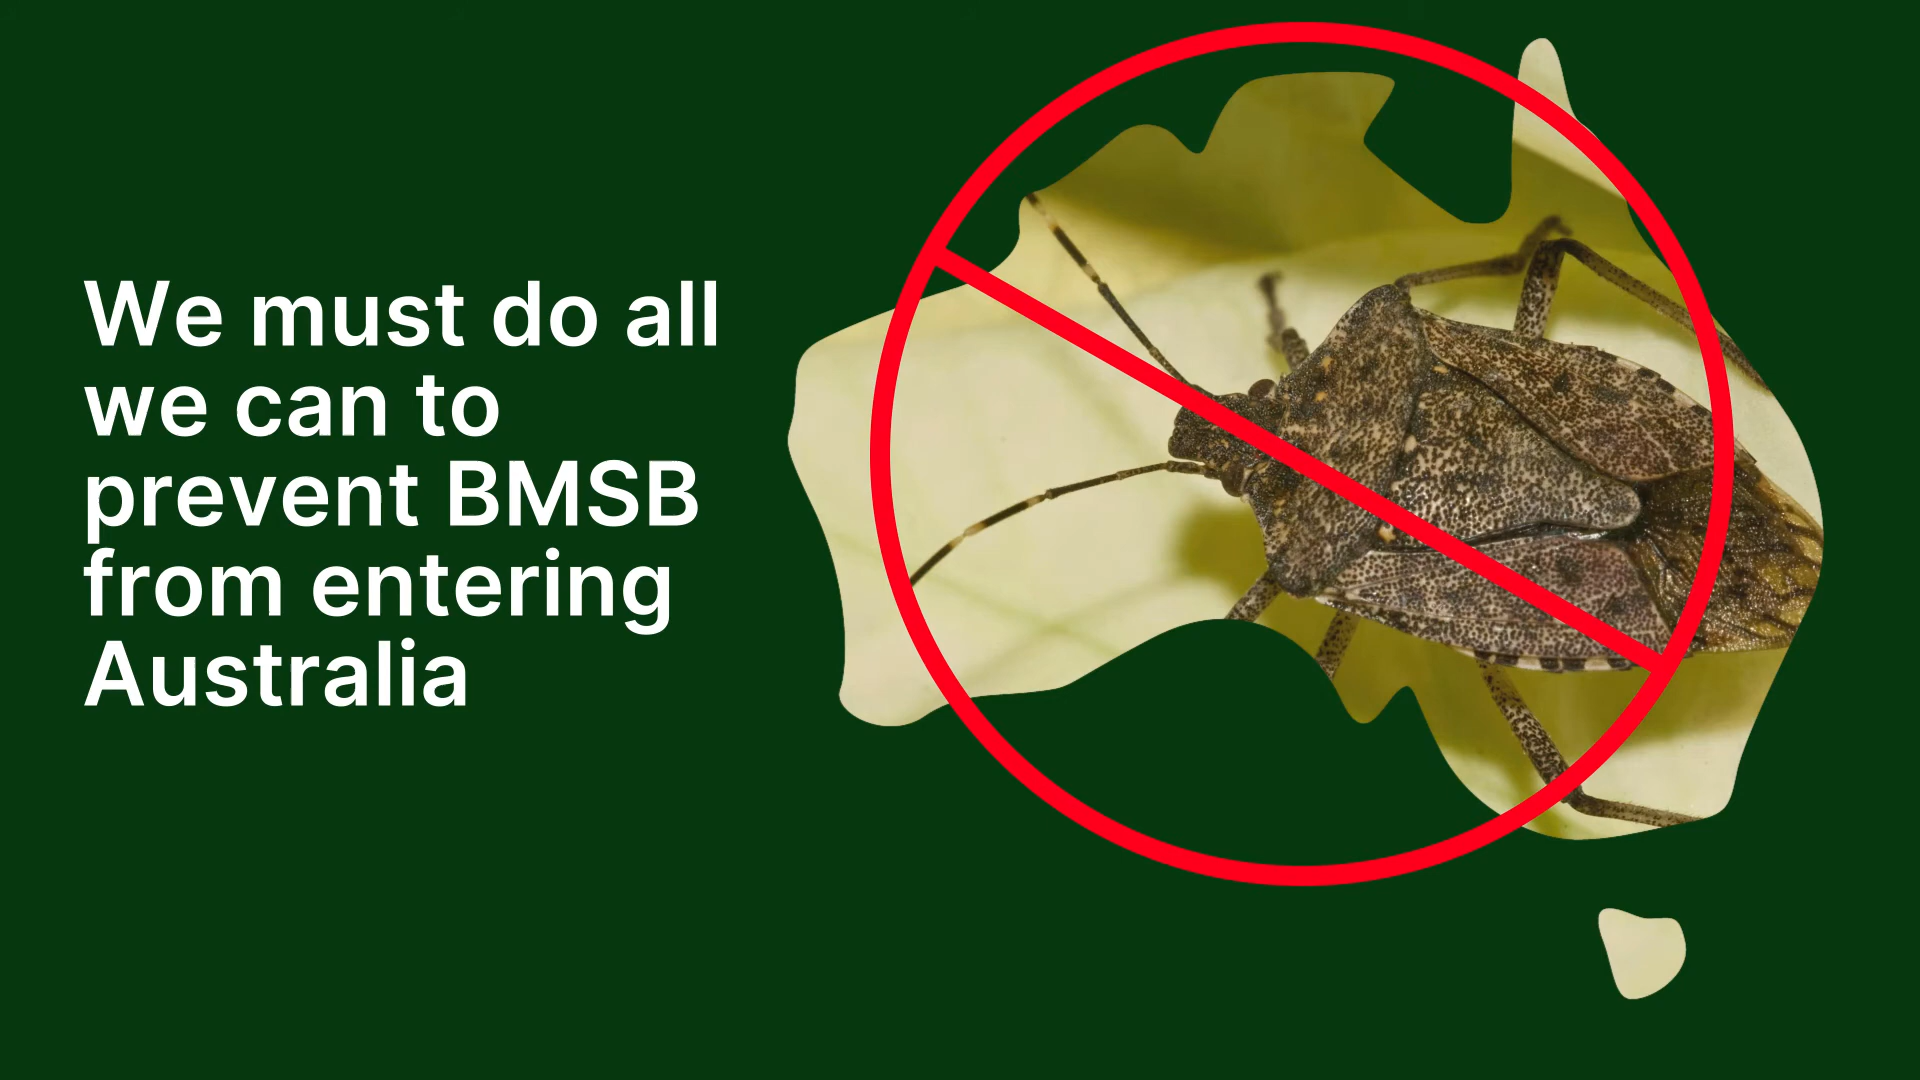 We must do all
we can to
prevent BMSB
from entering
Australia